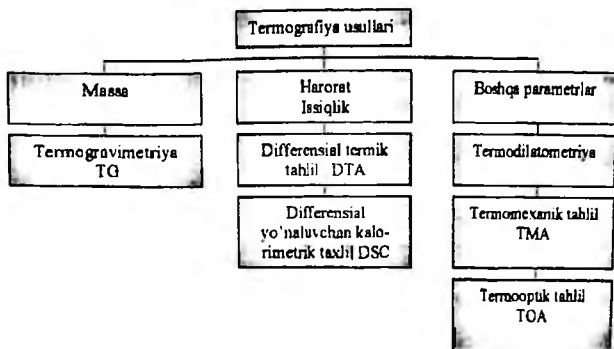 Termografiya usullari
Massa
Termogravimetriya
TG
Harorat
Issiqlik
Differensial termik
tahlil DTA
Differensial
yo'naluvchan kalo-
rimetrik taxlil DSC
Boshqa parametrlar
Termodilatometriya
Termomexanik tahlil
TMA
Termooptik tahlil
TOA